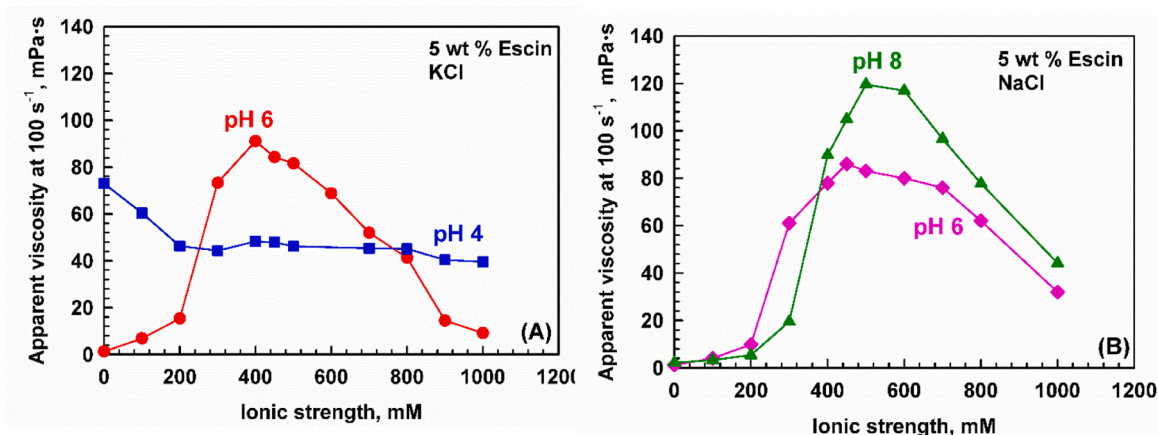 140
120
100
80
60
40
20
0
Apparent viscosity at 100 s⁻¹, mPa·s
5 wt % Escin
KCl
pH 6
pH 4
(A)
0 200 400 600 800 1000 1200
Ionic strength, mM
140
120
100
80
60
40
20
0
Apparent viscosity at 100 s⁻¹, mPa·s
pH 8
5 wt % Escin
NaCl
pH 6
(B)
0 200 400 600 800 1000 1200
Ionic strength, mM